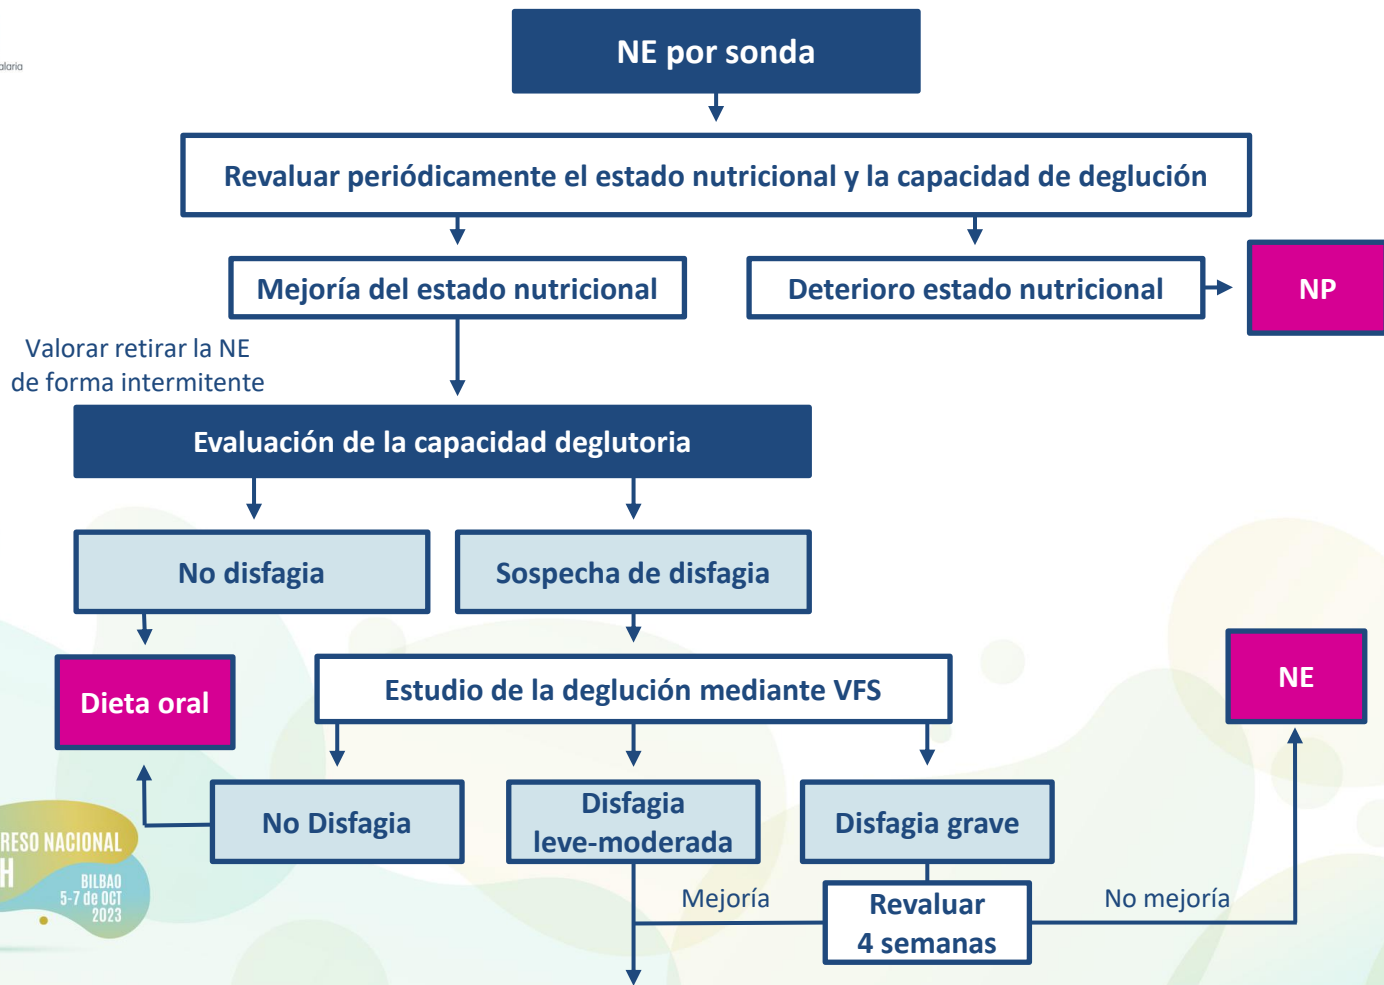 NE por sonda
Revaluar periódicamente el estado nutricional y la capacidad de deglución
Mejoría del estado nutricional
Deterioro estado nutricional
NP
Valorar retirar la NE
de forma intermitente
Evaluación de la capacidad deglutoria
No disfagia
Sospecha de disfagia
Dieta oral
Estudio de la deglución mediante VFS
NE
No Disfagia
Disfagia
leve-moderada
Disfagia grave
Mejoría
Revaluar
4 semanas
No mejoría
NACIONAL
H
BILBAO
5-7 de OCT
2023